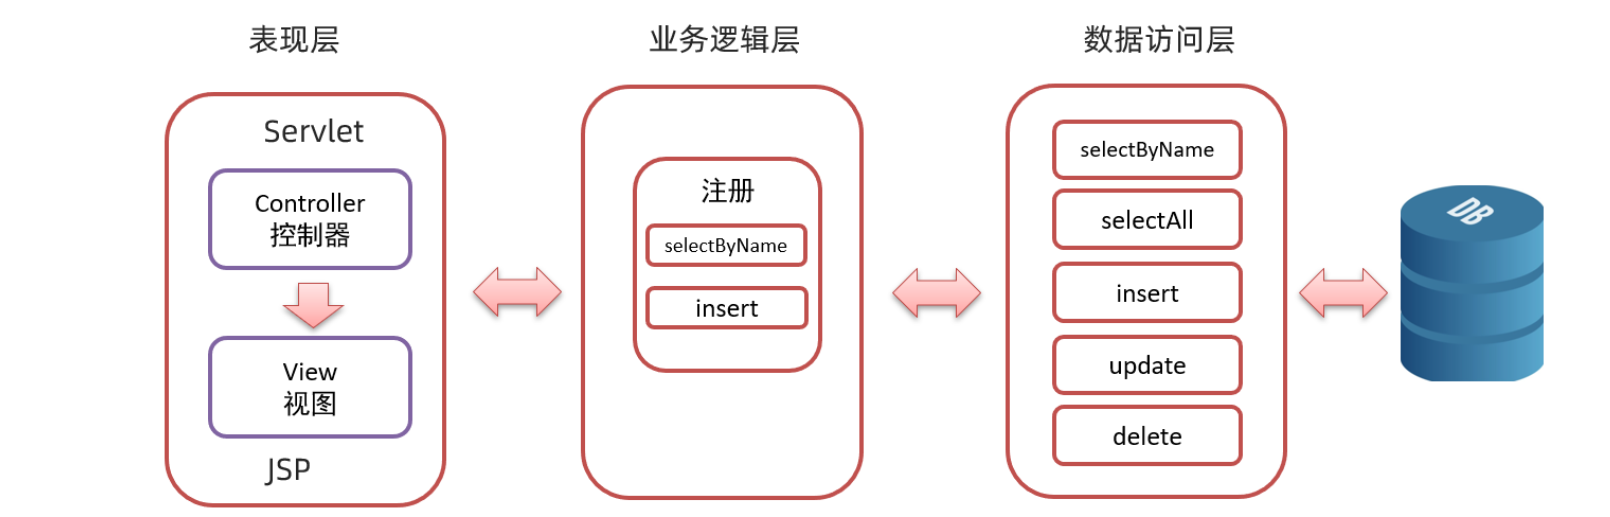 表现层
Servlet
Controller
控制器
View
视图
JSP
业务逻辑层
注册
selectByName
insert
数据访问层
selectByName
selectAll
insert
update
delete
DB